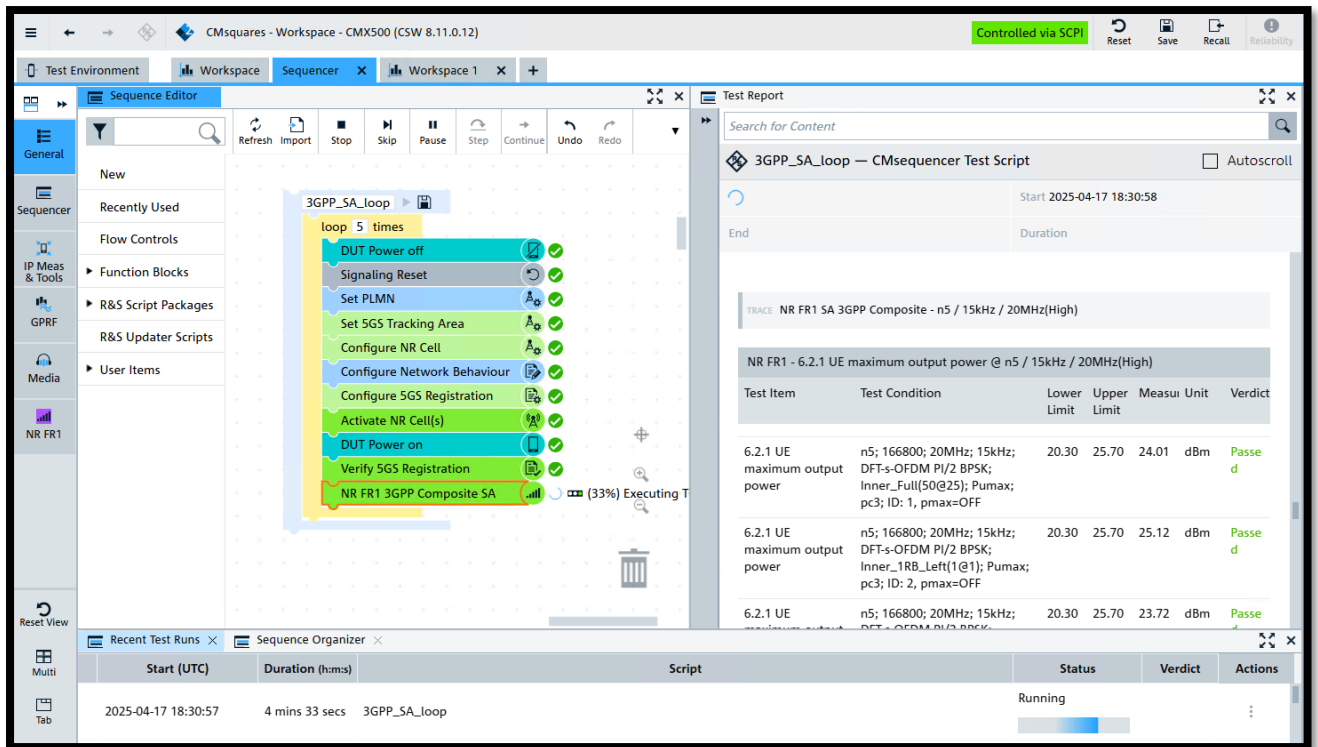 CMsquares - Workspace - CMX500 (CSW 8.11.0.12)
Controlled via SCPI
Reset
Save
Recall
Reliability
Test Environment
Workspace
Sequencer
Workspace 1
General
Sequencer
IP Meas
& Tools
GPRF
Media
NR FR1
Reset View
Multi
Tab
Sequence Editor
Refresh
Import
Stop
Skip
Pause
Step
Continue
Undo
Redo
New
Recently Used
Flow Controls
Function Blocks
R&S Script Packages
R&S Updater Scripts
User Items
3GPP_SA_loop
loop 5 times
DUT Power off
Signaling Reset
Set PLMN
Set 5GS Tracking Area
Configure NR Cell
Configure Network Behaviour
Configure 5GS Registration
Activate NR Cell(s)
DUT Power on
Verify 5GS Registration
NR FR1 3GPP Composite SA
(33%) Executing T
Test Report
Search for Content
3GPP_SA_loop — CMsequencer Test Script
Autoscroll
Start 2025-04-17 18:30:58
End
Duration
TRACE NR FR1 SA 3GPP Composite - n5 / 15kHz / 20MHz(High)
NR FR1 - 6.2.1 UE maximum output power @ n5 / 15kHz / 20MHz(High)
Test Item Test Condition Lower Upper Measu Unit Verdict
Limit Limit
6.2.1 UE n5; 166800; 20MHz; 15kHz; 20.30 25.70 24.01 dBm Passe
maximum output DFT-s-OFDM PI/2 BPSK; d
power Inner_Full(50@25); Pumax;
pc3; ID: 1, pmax=OFF
6.2.1 UE n5; 166800; 20MHz; 15kHz; 20.30 25.70 25.12 dBm Passe
maximum output DFT-s-OFDM PI/2 BPSK; d
power Inner_1RB_Left(1@1); Pumax;
pc3; ID: 2, pmax=OFF
6.2.1 UE n5; 166800; 20MHz; 15kHz; 20.30 25.70 23.72 dBm Passe
maximum output DFT-s-OFDM PI/2 BPSK; d
Recent Test Runs
Sequence Organizer
Start (UTC) Duration (h:m:s) Script Status Verdict Actions
2025-04-17 18:30:57 4 mins 33 secs 3GPP_SA_loop Running